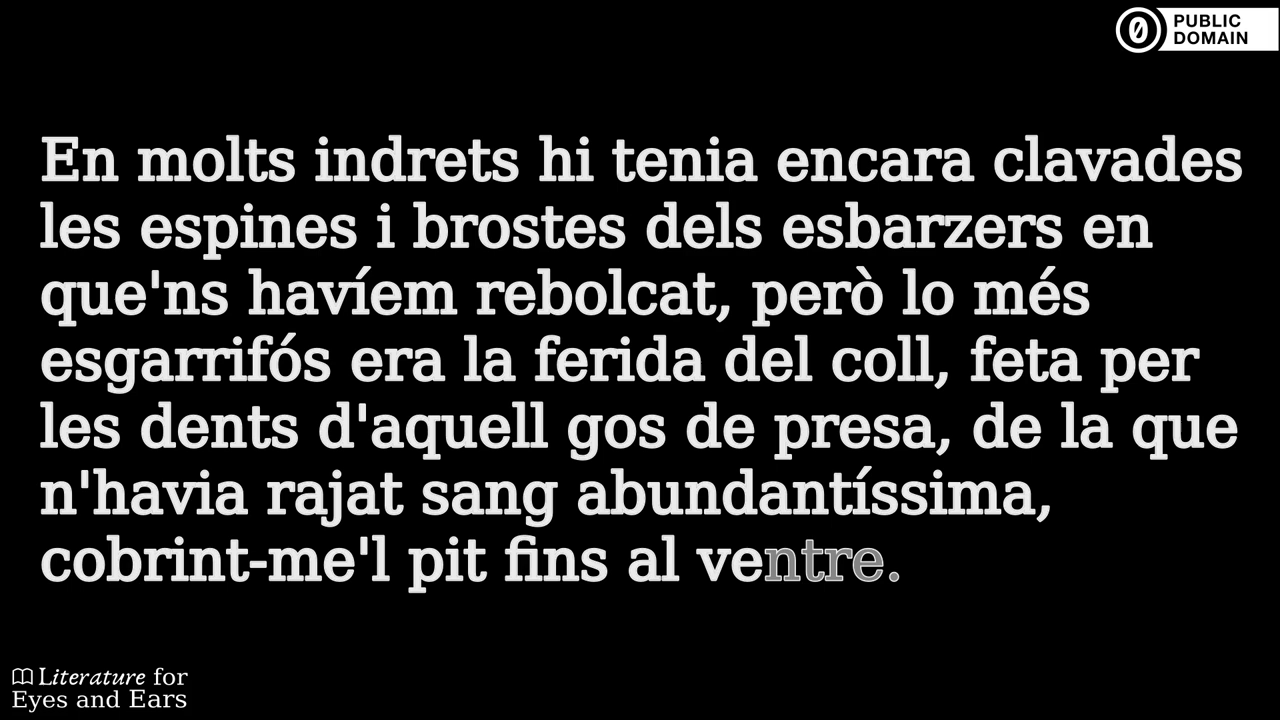 PUBLIC
DOMAIN
En molts indrets hi tenia encara clavades
les espines i brostes dels esbarzers en
que'ns havíem rebolcat, però lo més
esgarrifós era la ferida del coll, feta per
les dents d'aquell gos de presa, de la que
n'havia rajat sang abundantíssima,
cobrint-me'l pit fins al ventre.
Literature for
Eyes and Ears